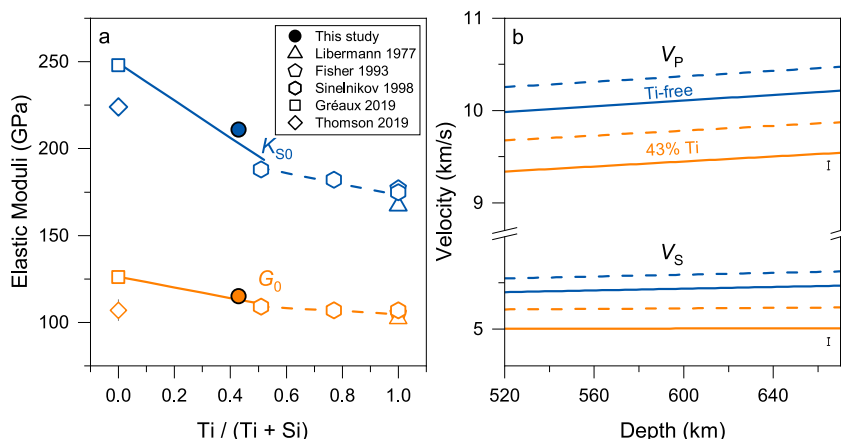 a
This study
Libermann 1977
Fisher 1993
Sinelnikov 1998
Gréaux 2019
Thomson 2019
250
200
150
100
K_S0
G_0
0.0 0.2 0.4 0.6 0.8 1.0
Ti / (Ti + Si)
Elastic Moduli (GPa)
b
V_P
Ti-free
43% Ti
V_S
10
9
5
520 560 600 640
Depth (km)
Velocity (km/s)